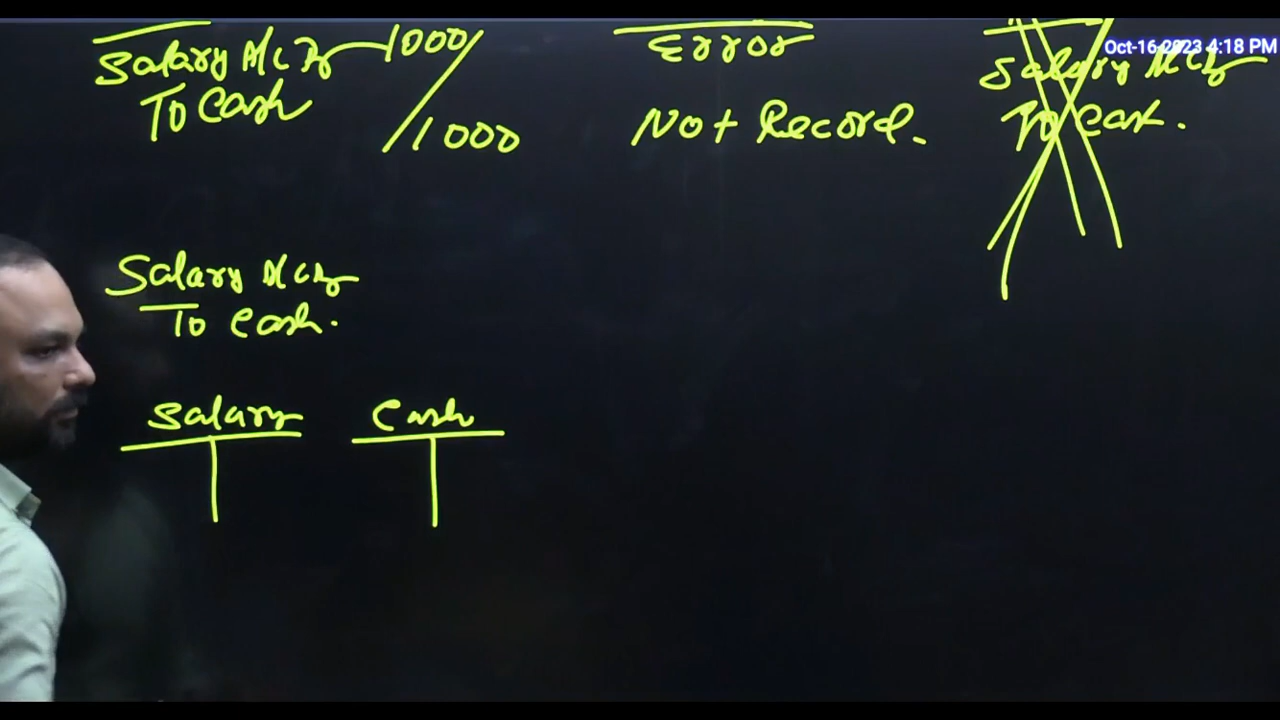 Salary A/c Dr 1000/
To Cash /1000
Error
Not Record.
Oct-16-2023 4:18 PM
Salary A/c Dr
To Cash.
Salary A/c Dr
To Cash.
Salary Cash